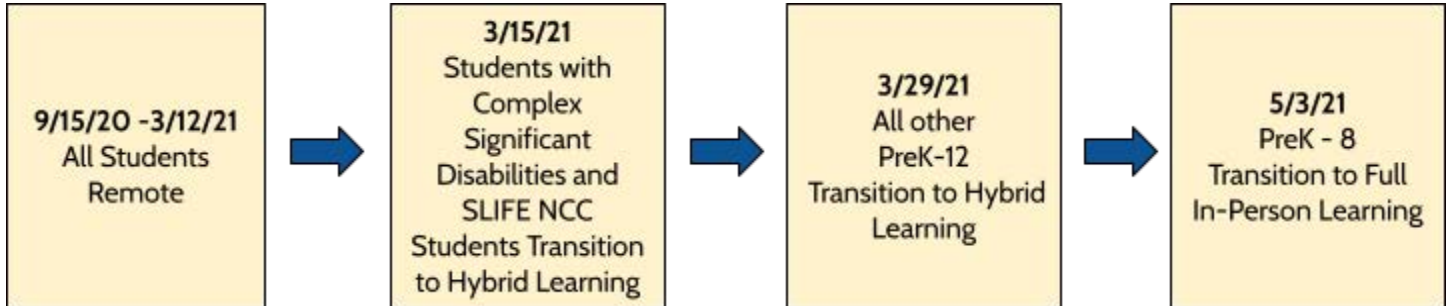 9/15/20 -3/12/21
All Students
Remote
3/15/21
Students with
Complex
Significant
Disabilities and
SLIFE NCC
Students Transition
to Hybrid Learning
3/29/21
All other
PreK-12
Transition to Hybrid
Learning
5/3/21
PreK - 8
Transition to Full
In-Person Learning